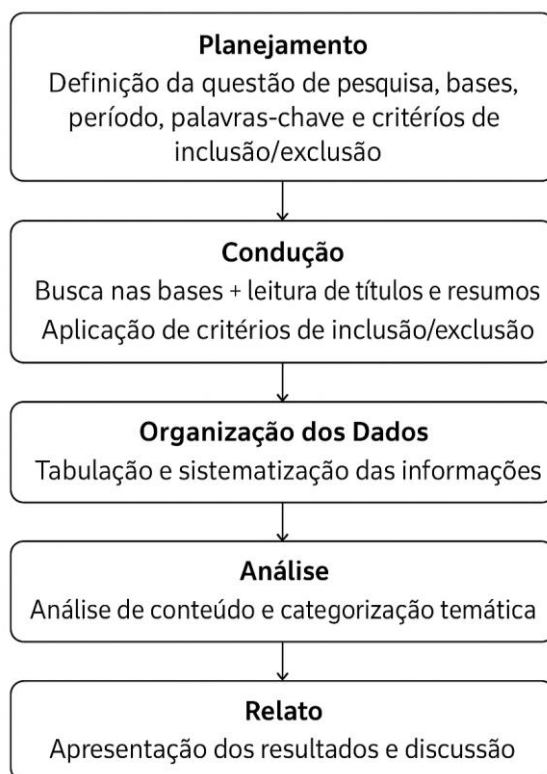 Planejamento
Definição da questão de pesquisa, bases,
período, palavras-chave e critéríos de
inclusão/exclusão
Condução
Busca nas bases + leitura de títulos e resumos
Aplicação de critérios de inclusão/exclusão
Organização dos Dados
Tabulação e sistematização das informações
Análise
Análise de conteúdo e categorização temática
Relato
Apresentação dos resultados e discussão